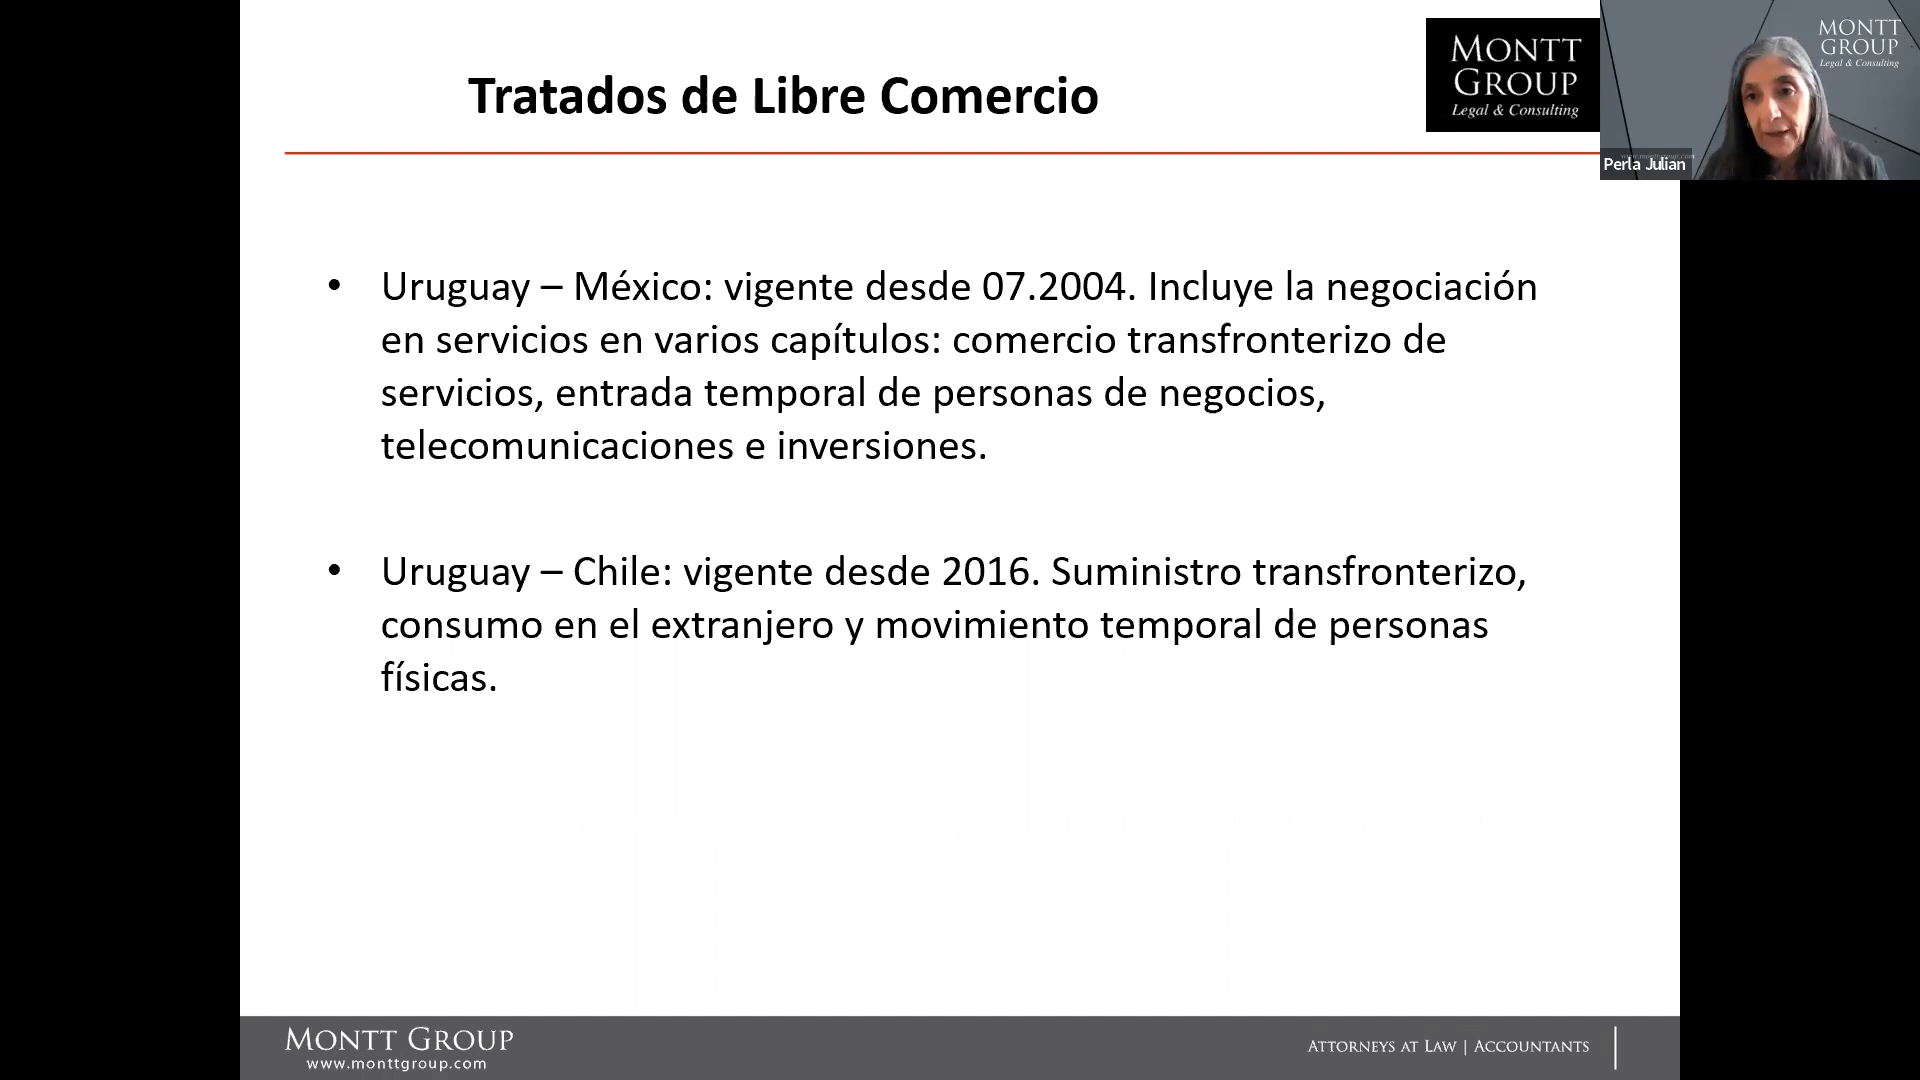 Tratados de Libre Comercio
MONTT
GROUP
Legal & Consulting
MONTT
GROUP
Legal & Consulting
Perla Julian
• Uruguay – México: vigente desde 07.2004. Incluye la negociación
en servicios en varios capítulos: comercio transfronterizo de
servicios, entrada temporal de personas de negocios,
telecomunicaciones e inversiones.
• Uruguay – Chile: vigente desde 2016. Suministro transfronterizo,
consumo en el extranjero y movimiento temporal de personas
físicas.
MONTT GROUP
www.monttgroup.com
ATTORNEYS AT LAW | ACCOUNTANTS